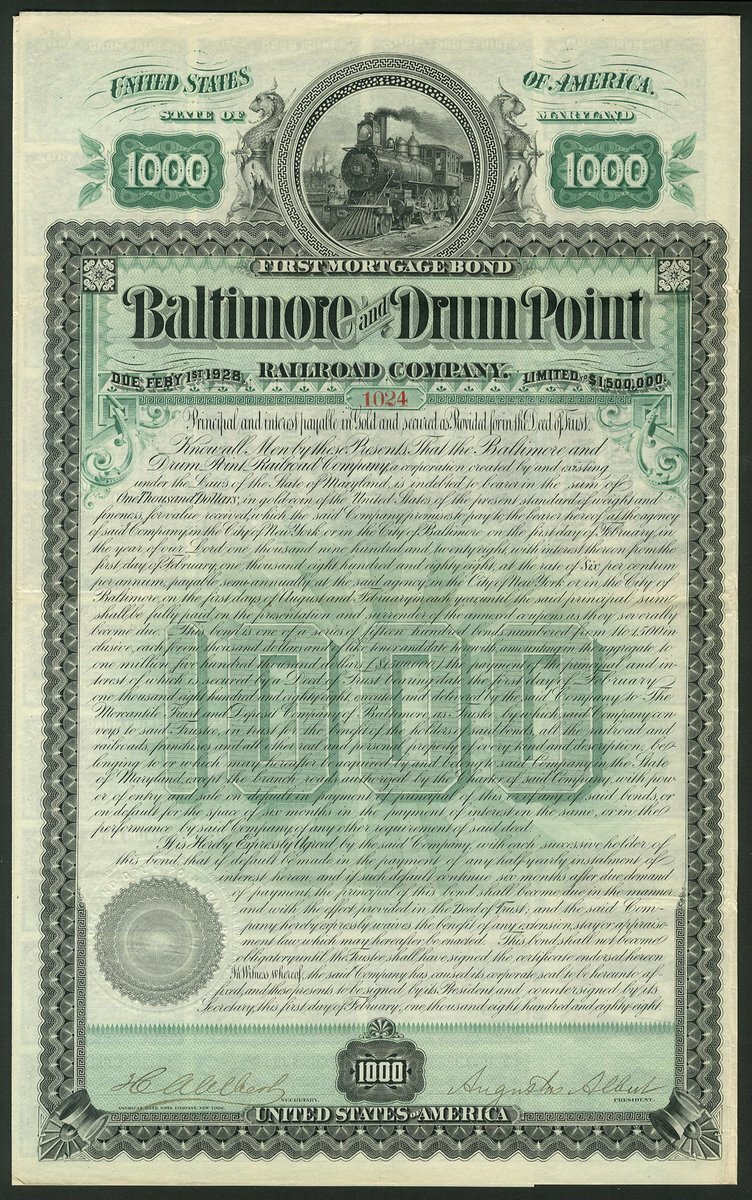 UNITED STATES OF AMERICA.
STATE OF MARYLAND
1000 1000
FIRST MORTGAGE BOND
Baltimore and Drum Point
RAILROAD COMPANY.
DUE FEBY 1ST 1928. LIMITED TO $1,500,000.
1024
Principal and interest payable in Gold and secured as Provided for in the Deed of Trust.
Know all Men by these Presents, That the Baltimore and
Drum Point Railroad Company, a corporation created by and existing
under the Laws of the State of Maryland, is indebted to bearer in the sum of
One Thousand Dollars, in gold coin of the United States of the present standard of weight and
fineness, for value received, which the said Company promises to pay to the bearer hereof at the agency
of said Company in the City of New York or in the City of Baltimore on the first day of February, in
the year of our Lord one thousand nine hundred and twenty eight, with interest thereon from the
first day of February one thousand eight hundred and eighty eight, at the rate of Six per centum
per annum, payable semi-annually at the said agency in the City of New York or in the City of
Baltimore, on the first days of August and February in each year until the said principal sum
shall be fully paid, on the presentation and surrender of the annexed coupons as they severally
become due. This bond is one of a series of fifteen hundred bonds numbered from 1 to 1,500 in
clusive, each for one thousand dollars and of like tenor and date and amounting in the aggregate to
one million five hundred thousand dollars, the payment of the principal and in-
terest of which is secured by a Deed of Trust bearing date the first day of February
one thousand eight hundred and eighty eight executed and delivered by the said Company to The
Mercantile Trust and Deposit Company of Baltimore, as Trustee by which said Company con
veys to said Trustee, in trust for the benefit of the holders of said bonds, all the railroad and
railroads, franchises and all other real and personal property of every kind and description, be
longing to or which may hereafter be acquired by and belong to said Company in the State
of Maryland, except the branch roads authorized by the charter of said Company, with pow
er of entry and sale on default in payment of principal of this or any of said bonds, or
on default for the space of six months in the payment of interest on the same, or in the
performance by said Company of any other requirement of said deed.
It is Hereby Expressly Agreed by the said Company, with each successive holder of
this bond, that if default be made in the payment of any half-yearly instalment of
interest hereon, and if such default continue six months after due demand
of payment, the principal of this bond shall become due in the manner
and with the effect provided in the Deed of Trust; and the said Com-
pany hereby expressly waives the benefit of any extension, stay or appraise-
ment law, which may hereafter be enacted. This bond shall not become
obligatory until the Trustee shall have signed the certificate endorsed hereon.
In Witness whereof, the said Company has caused its corporate seal to be hereunto af-
fixed, and these presents to be signed by its President and countersigned by its
Secretary, this first day of February, one thousand eight hundred and eighty-eight.
1000
H C Albert Augustus Albert
SECRETARY. PRESIDENT.
AMERICAN BANK NOTE COMPANY, NEW YORK.
UNITED STATES OF AMERICA
1000